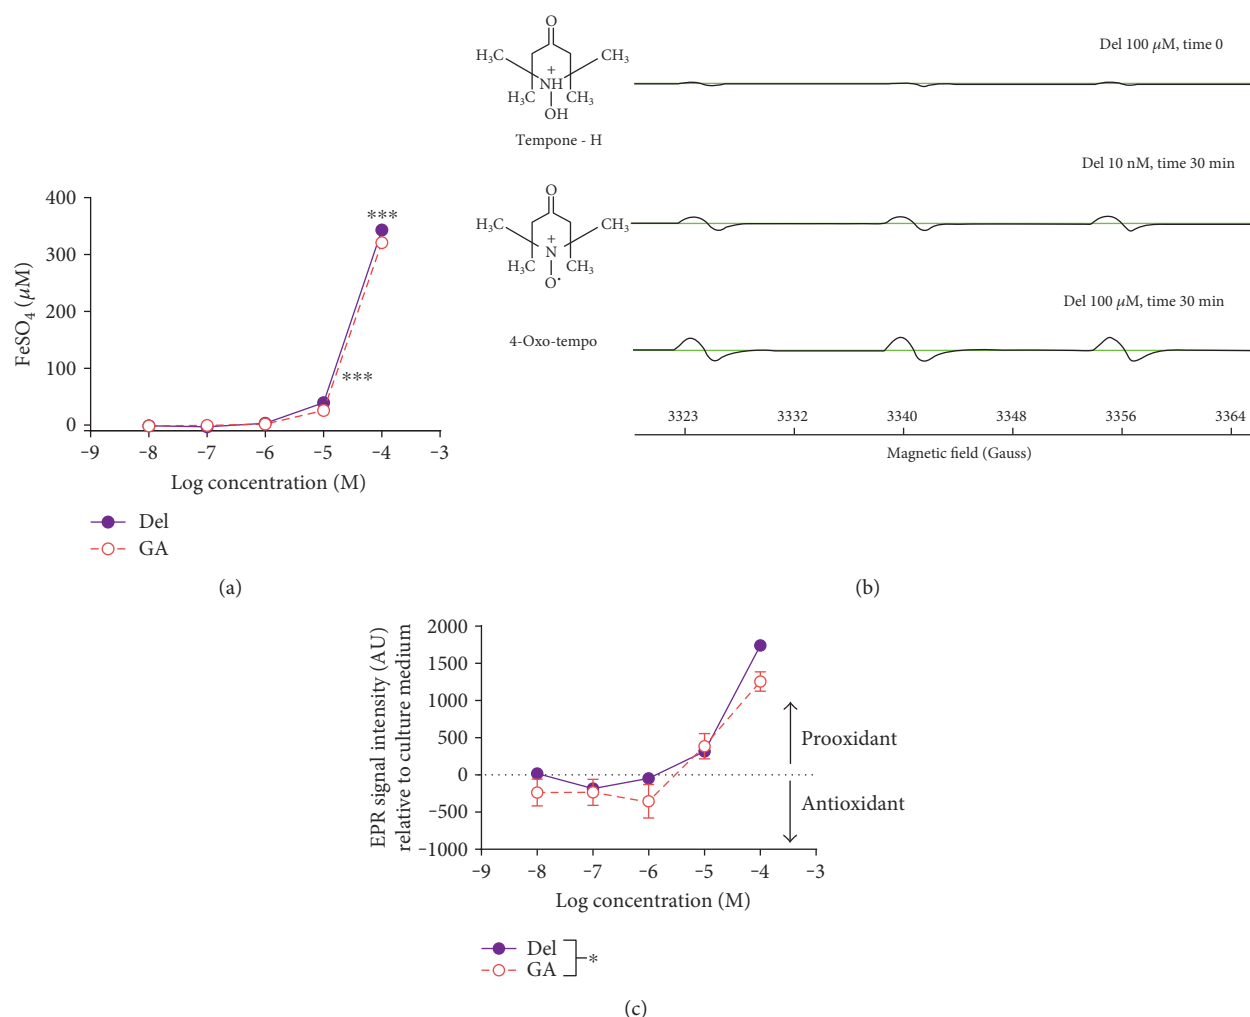 400
300
200
100
0
FeSO4 (µM)
***
***
-9
-8
-7
-6
-5
-4
-3
Log concentration (M)
Del
GA
(a)
O
H3C
CH3
+
NH
H3C
CH3
OH
Tempone - H
O
H3C
CH3
+
N
H3C
CH3
O•
4-Oxo-tempo
Del 100 µM, time 0
Del 10 nM, time 30 min
Del 100 µM, time 30 min
3323
3332
3340
3348
3356
3364
Magnetic field (Gauss)
(b)
2000
1500
1000
500
0
-500
-1000
EPR signal intensity (AU)
relative to culture medium
Prooxidant
Antioxidant
-9
-8
-7
-6
-5
-4
-3
Log concentration (M)
Del
GA
*
(c)